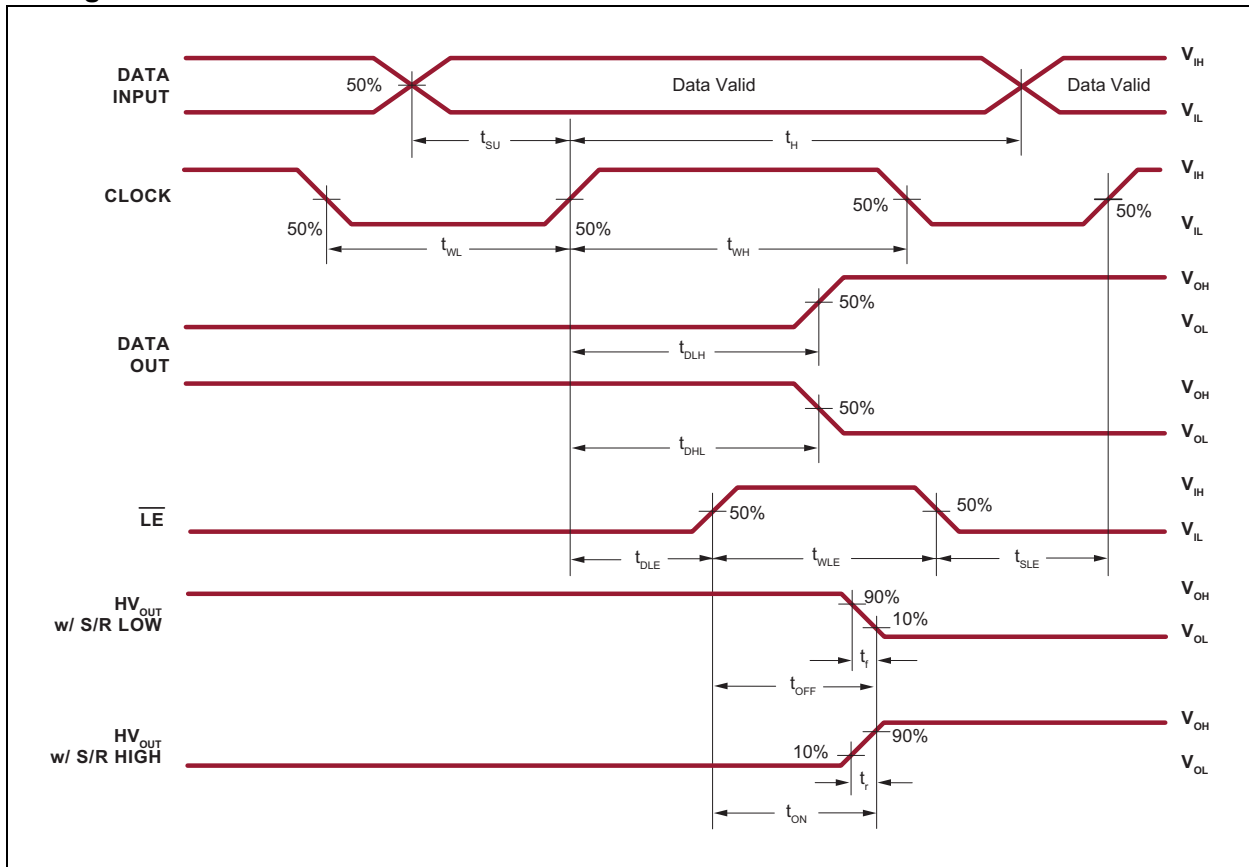 DATA
INPUT
50%
Data Valid
Data Valid
V_IH
V_IL
t_SU
t_H
CLOCK
50%
50%
50%
50%
V_IH
V_IL
t_WL
t_WH
DATA
OUT
50%
V_OH
V_OL
t_DLH
50%
V_OH
V_OL
t_DHL
L̅E̅
50%
50%
V_IH
V_IL
t_DLE
t_WLE
t_SLE
HV_OUT
w/ S/R LOW
90%
10%
V_OH
V_OL
t_f
t_OFF
HV_OUT
w/ S/R HIGH
10%
90%
V_OH
V_OL
t_r
t_ON